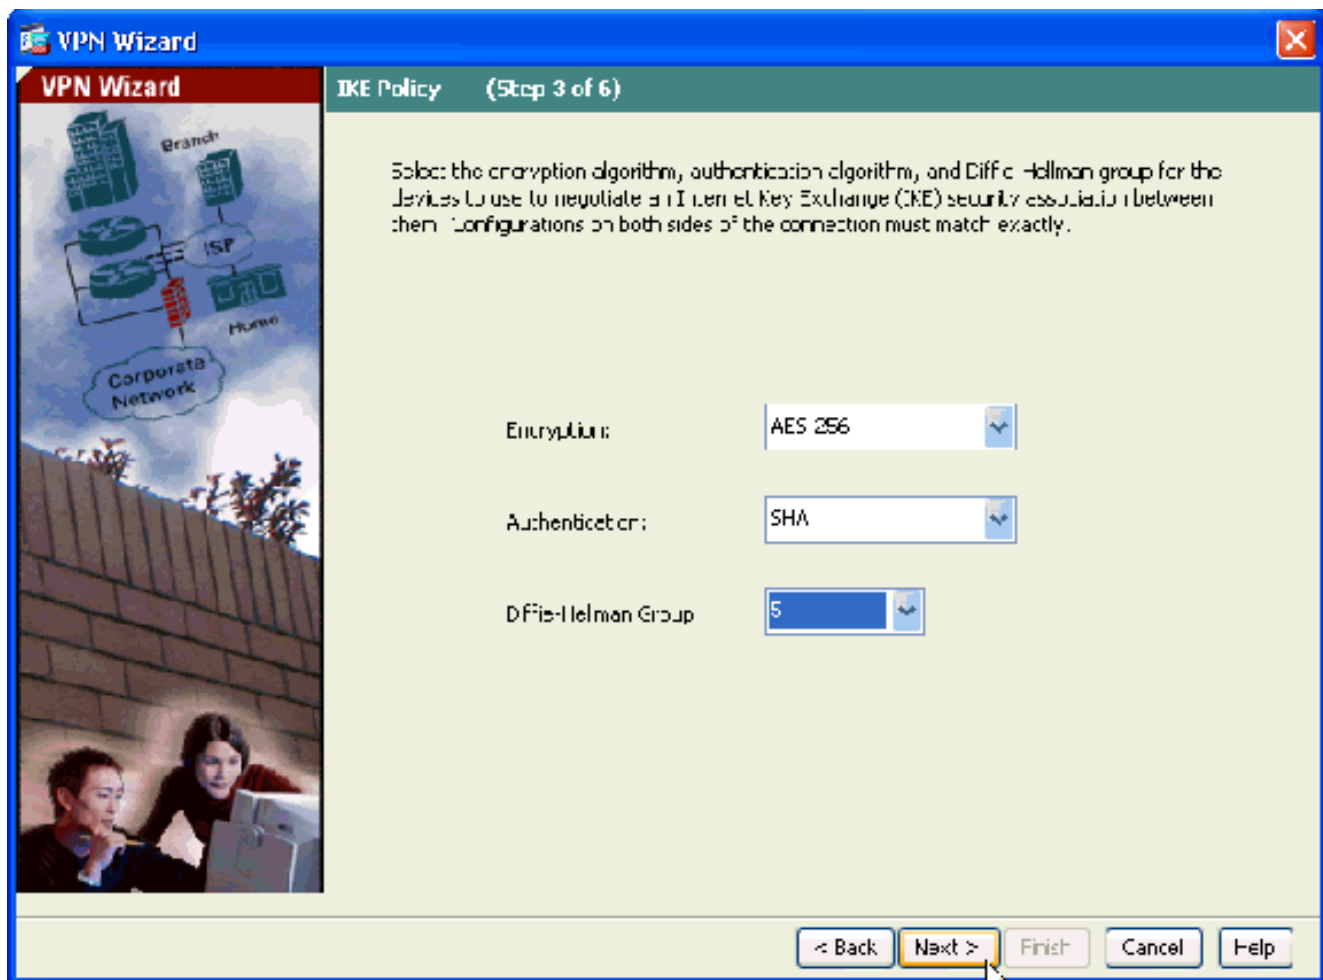 VPN Wizard
VPN Wizard
IKE Policy (Step 3 of 6)
Branch
ISP
Home
Corporate
Network
Select the encryption algorithm, authentication algorithm, and Diffie-Hellman group for the
devices to use to negotiate an Internet Key Exchange (IKE) security association between
them. Configurations on both sides of the connection must match exactly.
Encryption: AES-256
Authentication: SHA
Diffie-Hellman Group 5
< Back Next > Finish Cancel Help